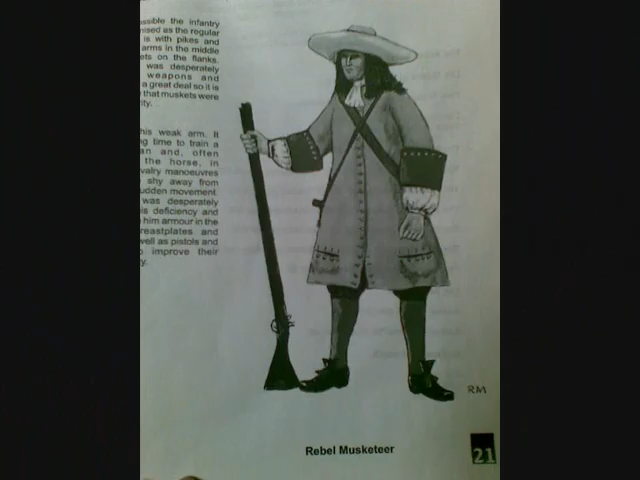 ssible the infantry
nised as the regular
is with pikes and
arms in the middle
ets on the flanks.
was desperately
weapons and
a great deal so it is
that muskets were
ity.
his weak arm. It
g time to train a
an and, often
the horse, in
valry manoeuvres
shy away from
udden movement.
was desperately
is deficiency and
him armour in the
reastplates and
well as pistols and
improve their
y.
RM
Rebel Musketeer
21